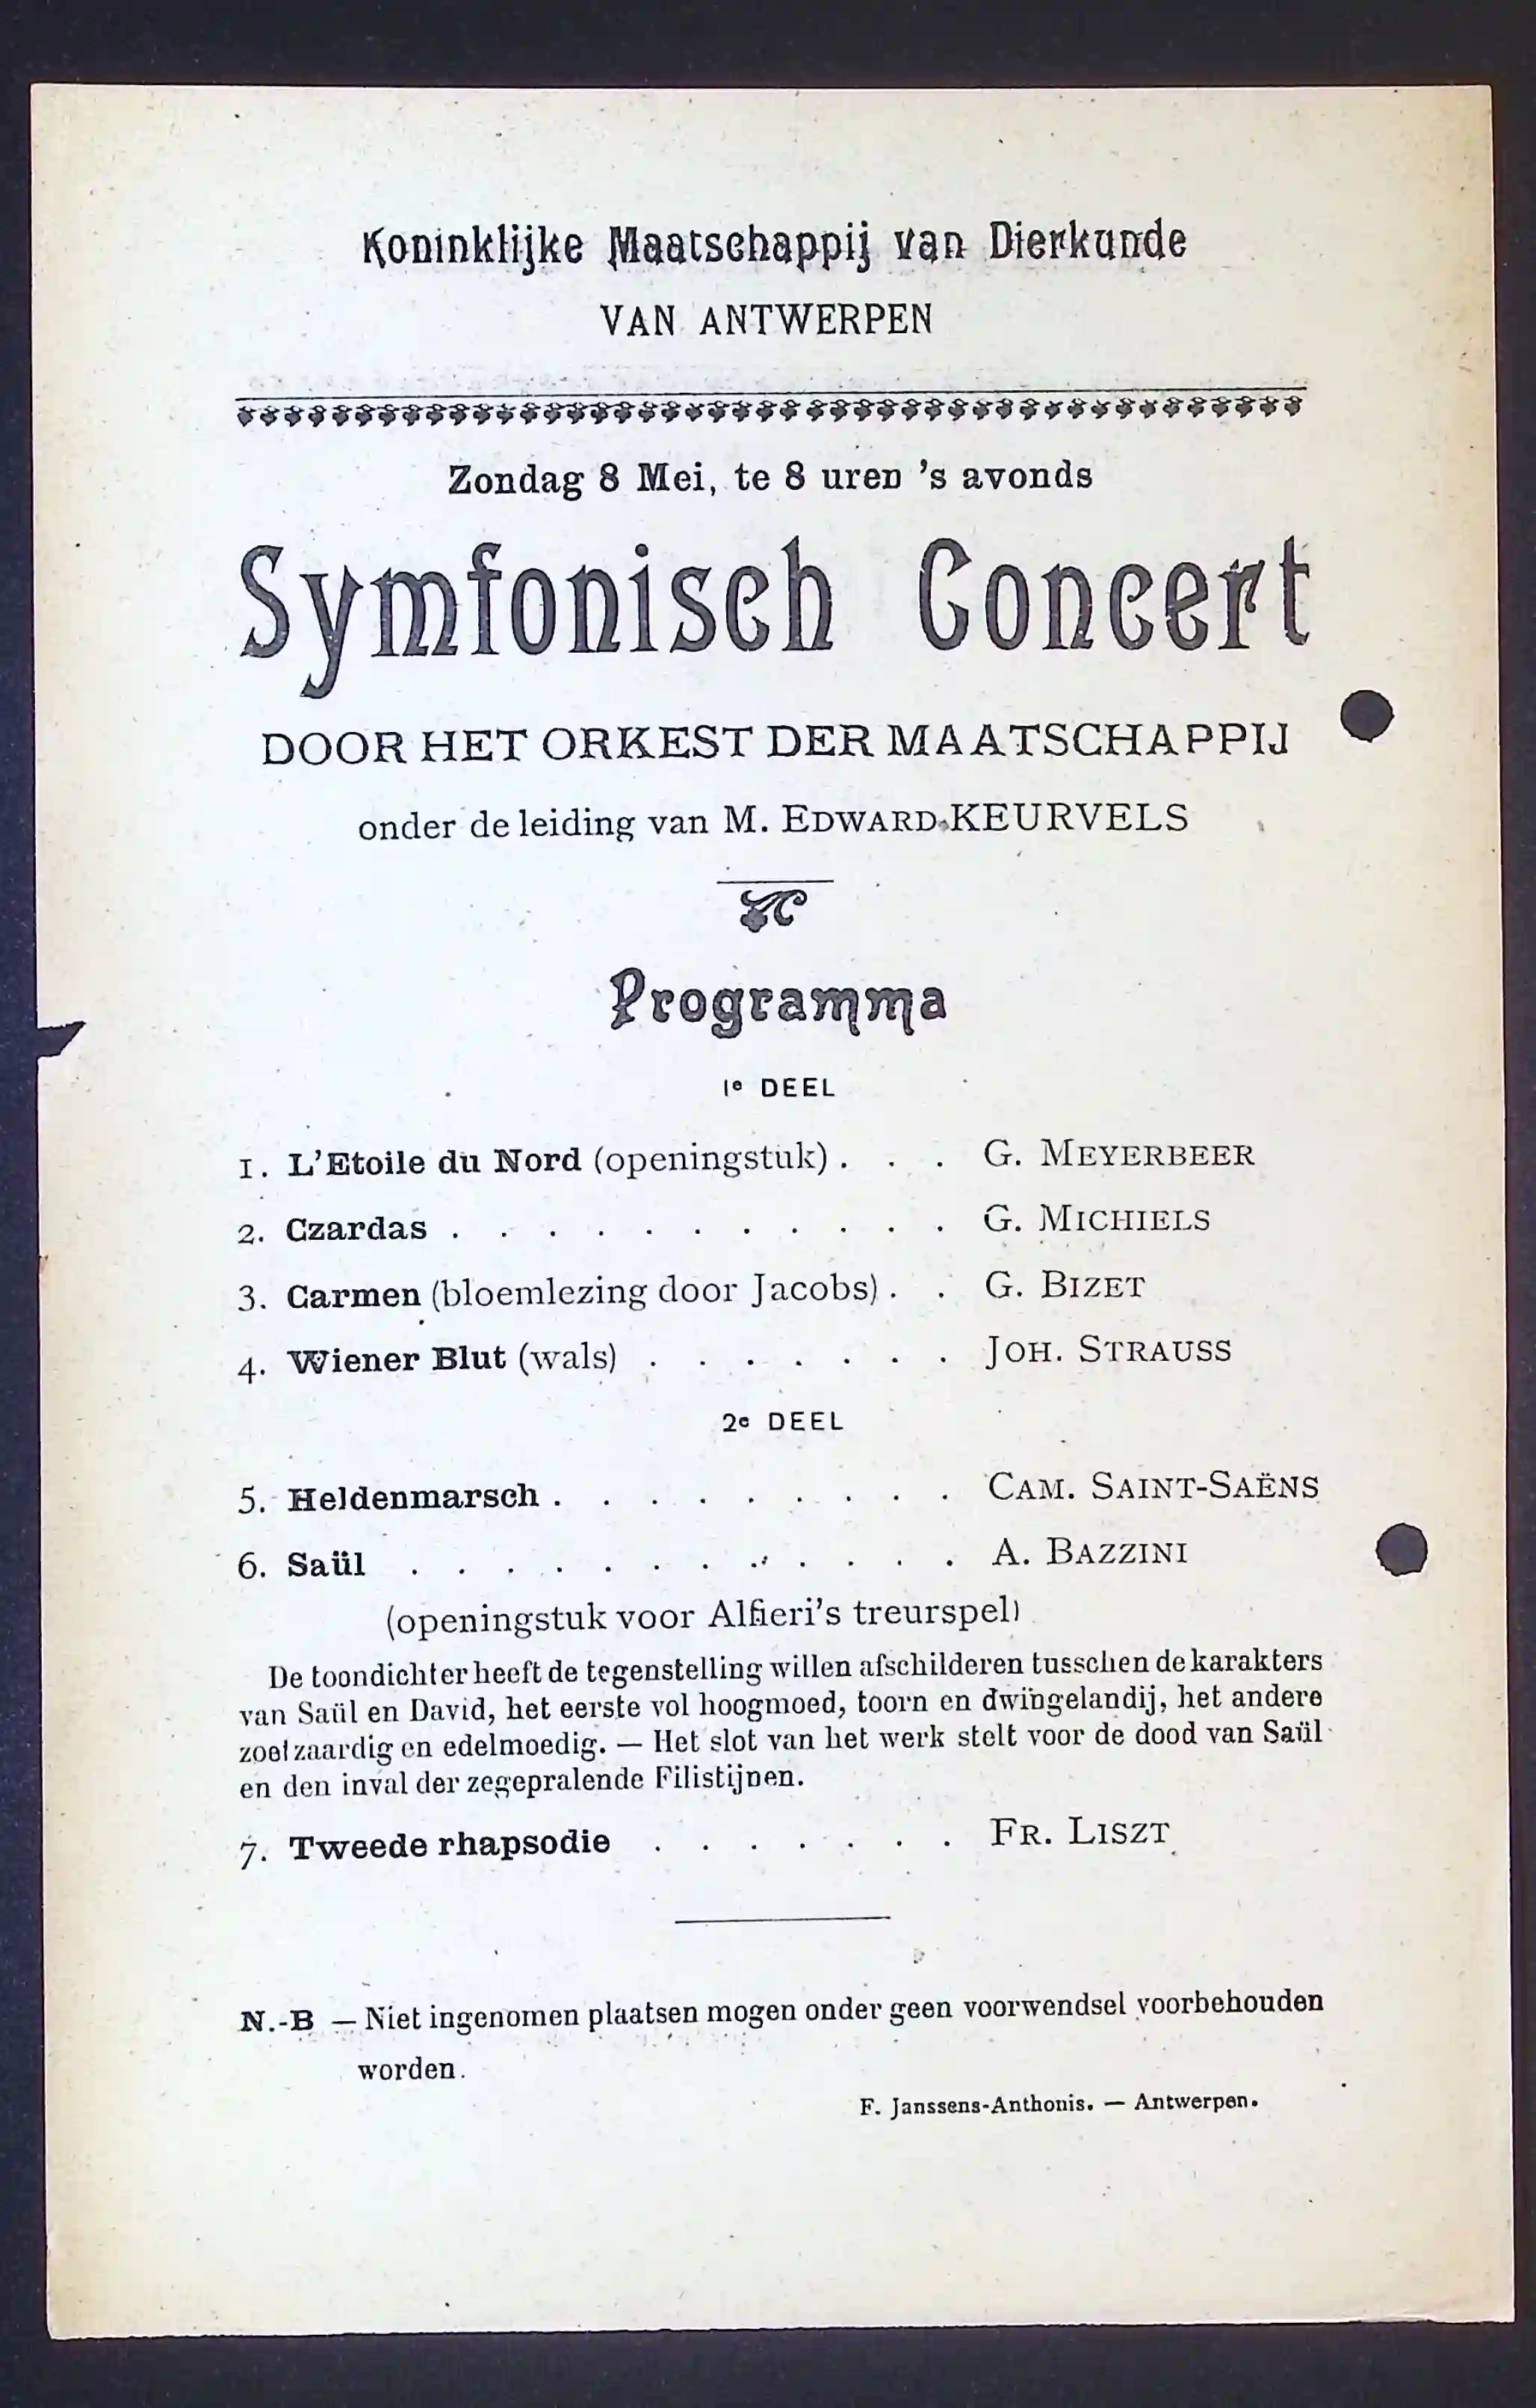 Koninklijke Maatschappij van Dierkunde
VAN ANTWERPEN
Zondag 8 Mei, te 8 uren 's avonds
Symfonisch Concert
DOOR HET ORKEST DER MAATSCHAPPIJ
onder de leiding van M. EDWARD KEURVELS
Programma
1e DEEL
1. L'Etoile du Nord (openingstuk) . . . G. MEYERBEER
2. Czardas . . . . . . . . . . . G. MICHIELS
3. Carmen (bloemlezing door Jacobs) . . G. BIZET
4. Wiener Blut (wals) . . . . . . . JOH. STRAUSS
2e DEEL
5. Heldenmarsch . . . . . . . . . CAM. SAINT-SAËNS
6. Saül . . . . . . . . . . . . A. BAZZINI
(openingstuk voor Alfieri's treurspel)
De toondichter heeft de tegenstelling willen afschilderen tusschen de karakters
van Saül en David, het eerste vol hoogmoed, toorn en dwingelandij, het andere
zoetzaardig en edelmoedig. — Het slot van het werk stelt voor de dood van Saül
en den inval der zegepralende Filistijnen.
7. Tweede rhapsodie . . . . . . . FR. LISZT
N.-B — Niet ingenomen plaatsen mogen onder geen voorwendsel voorbehouden
worden.
F. Janssens-Anthonis. — Antwerpen.